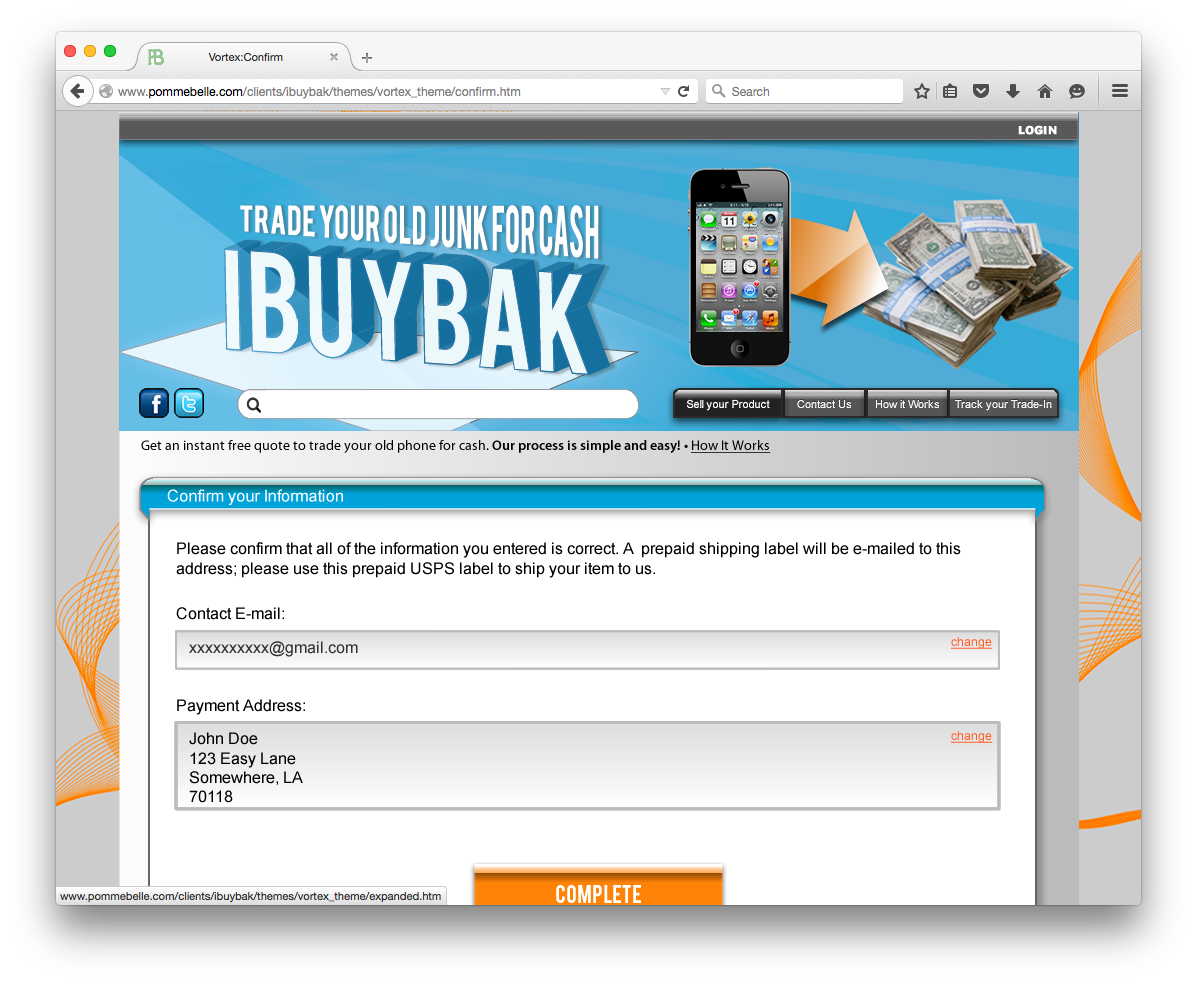 Vortex:Confirm
www.pommebelle.com/clients/ibuybak/themes/vortex_theme/confirm.htm
Search
LOGIN
TRADE YOUR OLD JUNK FOR CASH
IBUYBAK
Sell your Product
Contact Us
How it Works
Track your Trade-In
Get an instant free quote to trade your old phone for cash. Our process is simple and easy! • How It Works
Confirm your Information
Please confirm that all of the information you entered is correct. A prepaid shipping label will be e-mailed to this
address; please use this prepaid USPS label to ship your item to us.
Contact E-mail:
xxxxxxxxxx@gmail.com
change
Payment Address:
John Doe
change
123 Easy Lane
Somewhere, LA
70118
COMPLETE
www.pommebelle.com/clients/ibuybak/themes/vortex_theme/expanded.htm